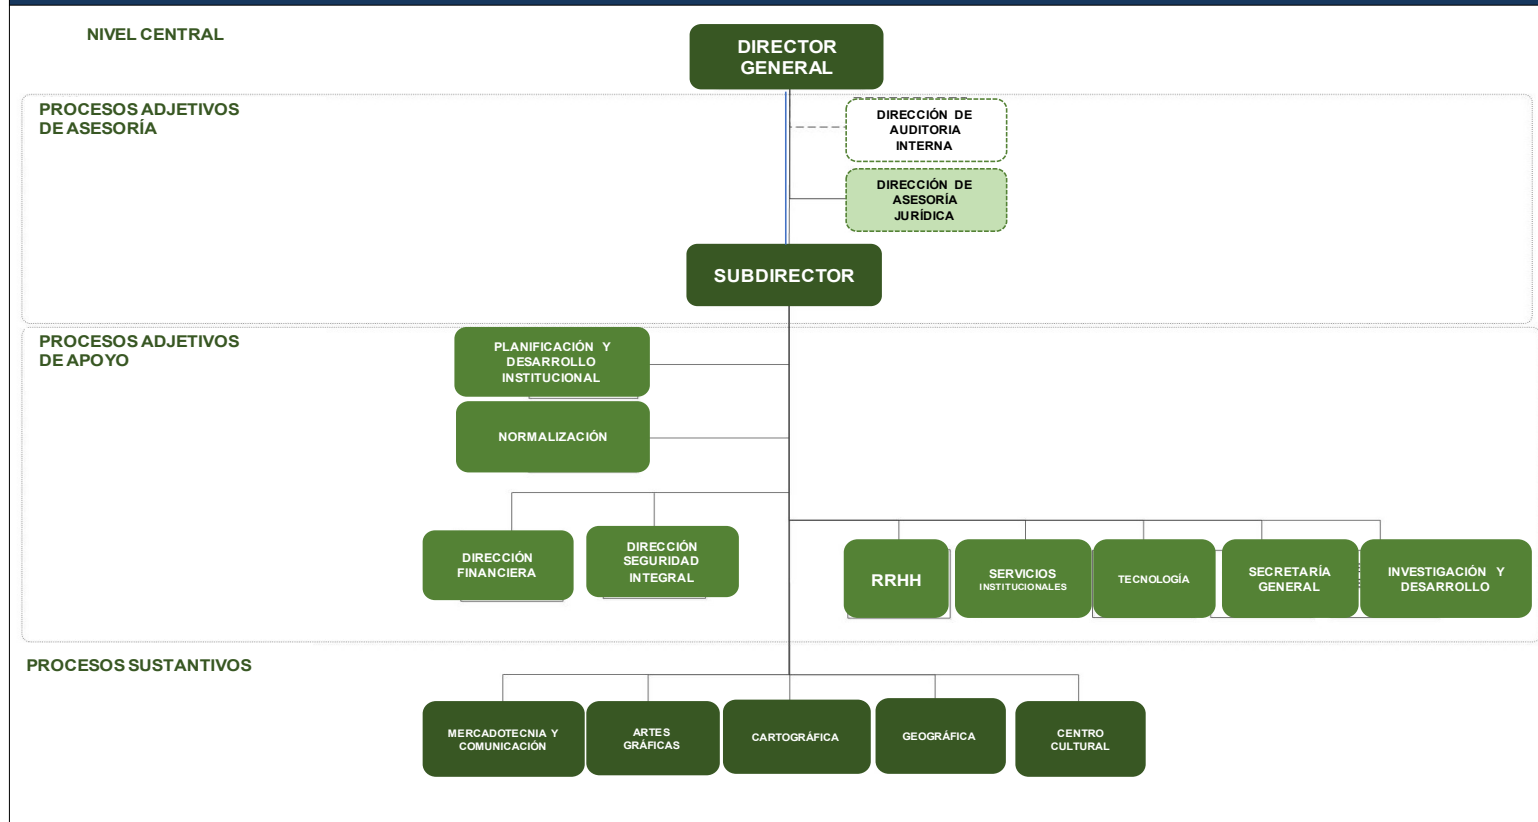 NIVEL CENTRAL
DIRECTOR
GENERAL
PROCESOS ADJETIVOS
DE ASESORÍA
DIRECCIÓN DE
AUDITORIA
INTERNA
DIRECCIÓN DE
ASESORÍA
JURÍDICA
SUBDIRECTOR
PROCESOS ADJETIVOS
DE APOYO
PLANIFICACIÓN Y
DESARROLLO
INSTITUCIONAL
NORMALIZACIÓN
DIRECCIÓN
FINANCIERA
DIRECCIÓN
SEGURIDAD
INTEGRAL
RRHH
SERVICIOS
INSTITUCIONALES
TECNOLOGÍA
SECRETARÍA
GENERAL
INVESTIGACIÓN Y
DESARROLLO
PROCESOS SUSTANTIVOS
MERCADOTECNIA Y
COMUNICACIÓN
ARTES
GRÁFICAS
CARTOGRÁFICA
GEOGRÁFICA
CENTRO
CULTURAL